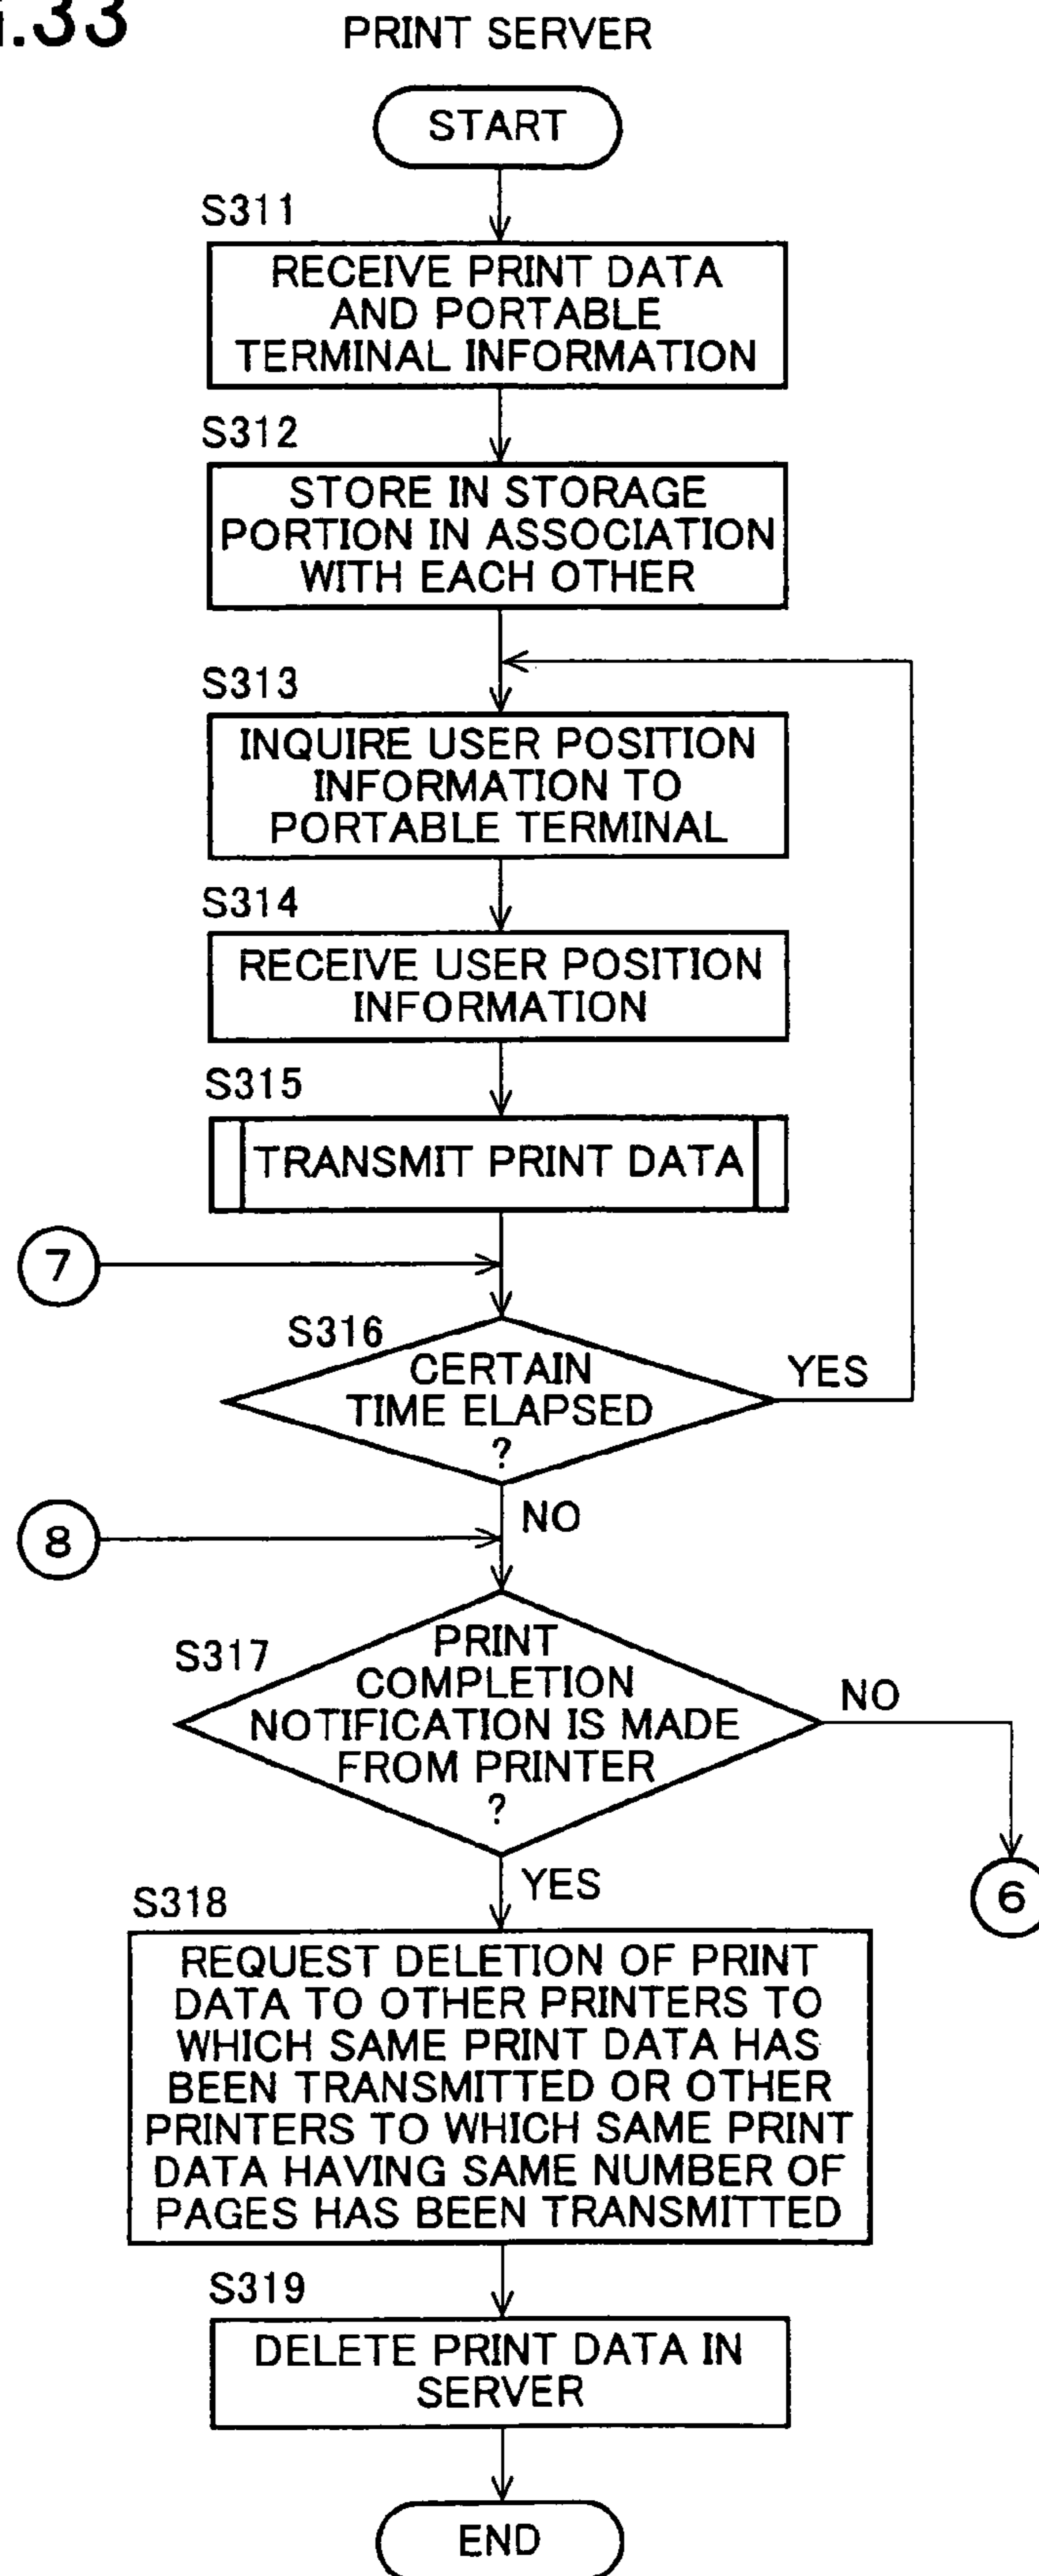 .33
PRINT SERVER
START
S311
RECEIVE PRINT DATA
AND PORTABLE
TERMINAL INFORMATION
S312
STORE IN STORAGE
PORTION IN ASSOCIATION
WITH EACH OTHER
S313
INQUIRE USER POSITION
INFORMATION TO
PORTABLE TERMINAL
S314
RECEIVE USER POSITION
INFORMATION
S315
TRANSMIT PRINT DATA
7
S316
CERTAIN
TIME ELAPSED
?
YES
NO
8
S317
PRINT
COMPLETION
NOTIFICATION IS MADE
FROM PRINTER
?
NO
6
YES
S318
REQUEST DELETION OF PRINT
DATA TO OTHER PRINTERS TO
WHICH SAME PRINT DATA HAS
BEEN TRANSMITTED OR OTHER
PRINTERS TO WHICH SAME PRINT
DATA HAVING SAME NUMBER OF
PAGES HAS BEEN TRANSMITTED
S319
DELETE PRINT DATA IN
SERVER
END